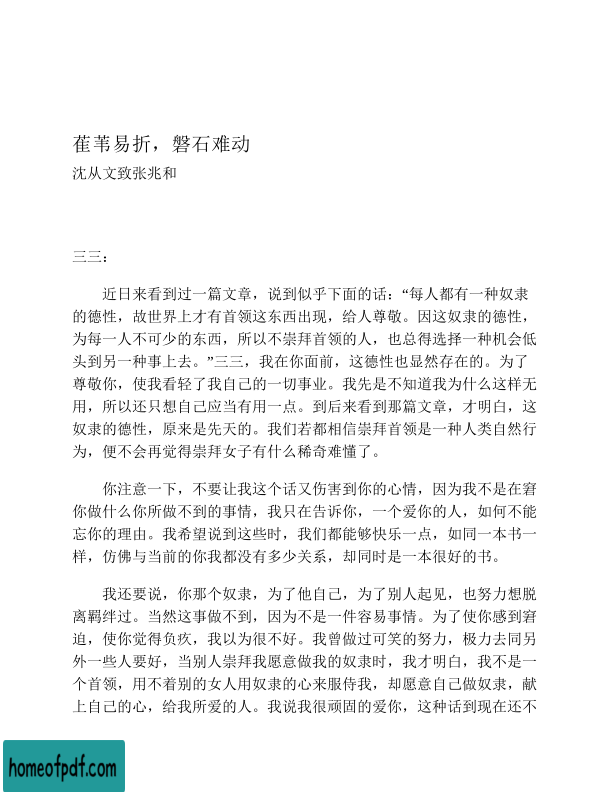 萑苇易折，磐石难动
沈从文致张兆和
三三：
近日来看到过一篇文章，说到似乎下面的话：“每人都有一种奴隶
的德性，故世界上才有首领这东西出现，给人尊敬。因这奴隶的德性，
为每一人不可少的东西，所以不崇拜首领的人，也总得选择一种机会低
头到另一种事上去。”三三，我在你面前，这德性也显然存在的。为了
尊敬你，使我看轻了我自己的一切事业。我先是不知道我为什么这样无
用，所以还只想自己应当有用一点。到后来看到那篇文章，才明白，这
奴隶的德性，原来是先天的。我们若都相信崇拜首领是一种人类自然行
为，便不会再觉得崇拜女子有什么稀奇难懂了。
你注意一下，不要让我这个话又伤害到你的心情，因为我不是在窘
你做什么你所做不到的事情，我只在告诉你，一个爱你的人，如何不能
忘你的理由。我希望说到这些时，我们都能够快乐一点，如同一本书一
样，仿佛与当前的你我都没有多少关系，却同时是一本很好的书。
我还要说，你那个奴隶，为了他自己，为了别人起见，也努力想脱
离羁绊过。当然这事做不到，因为不是一件容易事情。为了使你感到窘
迫，使你觉得负疚，我以为很不好。我曾做过可笑的努力，极力去同另
外一些人要好，当别人崇拜我愿意做我的奴隶时，我才明白，我不是一
个首领，用不着别的女人用奴隶的心来服侍我，却愿意自己做奴隶，献
上自己的心，给我所爱的人。我说我很顽固的爱你，这种话到现在还不
homeofpdf.com